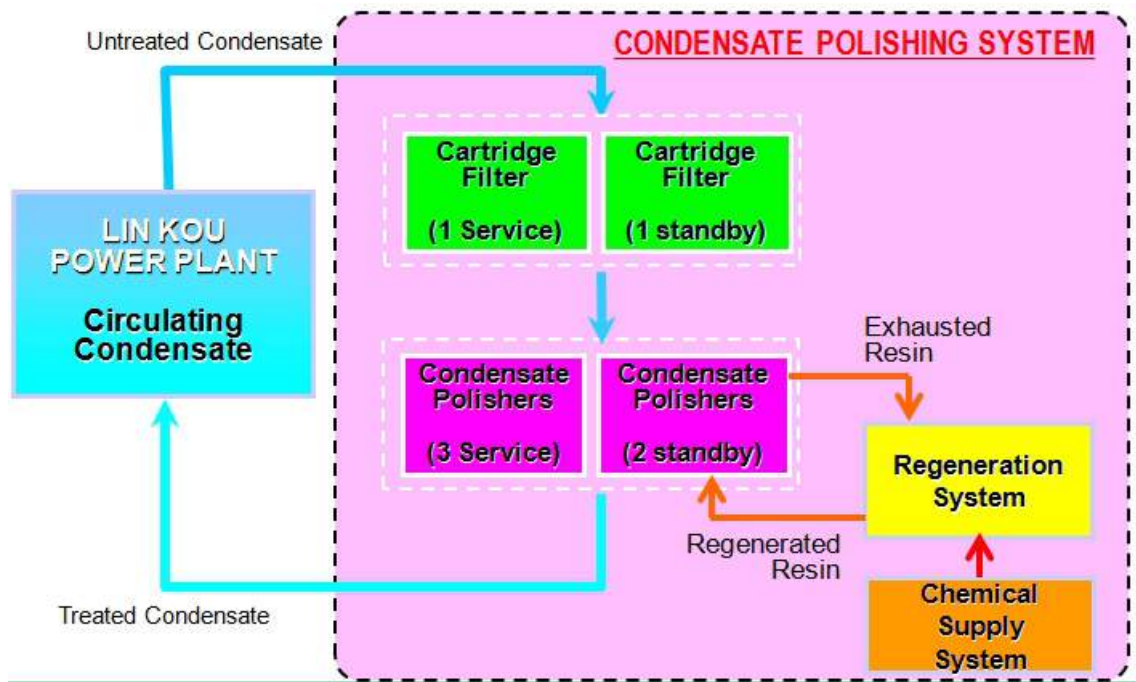 Untreated Condensate
CONDENSATE POLISHING SYSTEM
Cartridge
Filter
(1 Service)
Cartridge
Filter
(1 standby)
LIN KOU
POWER PLANT
Circulating
Condensate
Exhausted
Resin
Condensate
Polishers
(3 Service)
Condensate
Polishers
(2 standby)
Regeneration
System
Regenerated
Resin
Treated Condensate
Chemical
Supply
System